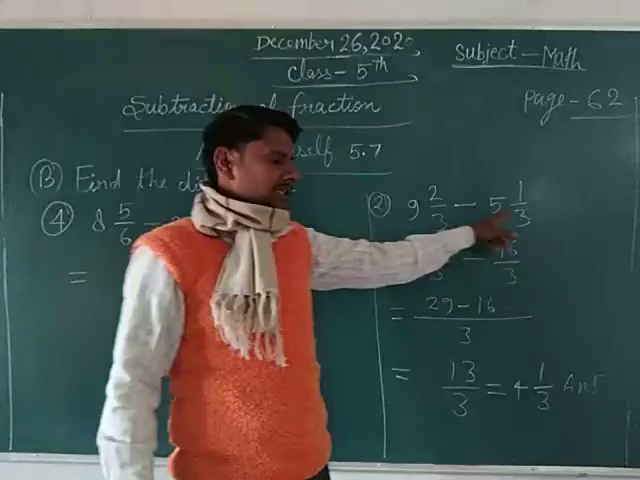 December 26, 2020
Subject - Math
Class - 5th
Subtraction of fraction
Page - 62
5.7
(B) Find the
(4) 8 5/6 -
=
(2) 9 2/3 - 5 1/3
- 16/3
= 29-16/3
= 13/3 = 4 1/3 Ans